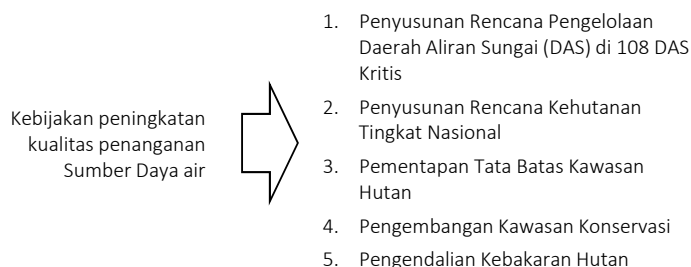 Kebijakan peningkatan
kualitas penanganan
Sumber Daya air
1. Penyusunan Rencana Pengelolaan
Daerah Aliran Sungai (DAS) di 108 DAS
Kritis
2. Penyusunan Rencana Kehutanan
Tingkat Nasional
3. Pementapan Tata Batas Kawasan
Hutan
4. Pengembangan Kawasan Konservasi
5. Pengendalian Kebakaran Hutan